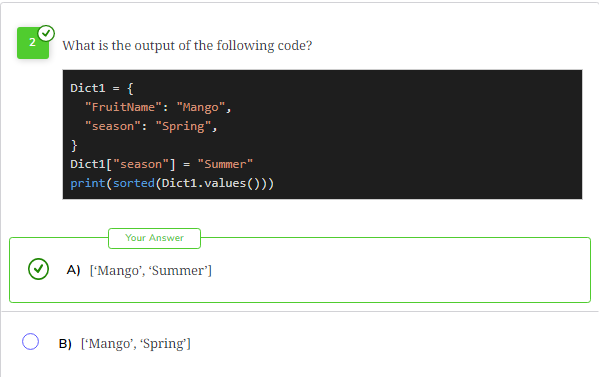 2
What is the output of the following code?
Dict1 = {
  "FruitName": "Mango",
  "season": "Spring",
}
Dict1["season"] = "Summer"
print(sorted(Dict1.values()))
Your Answer
A) [‘Mango’, ‘Summer’]
B) [‘Mango’, ‘Spring’]